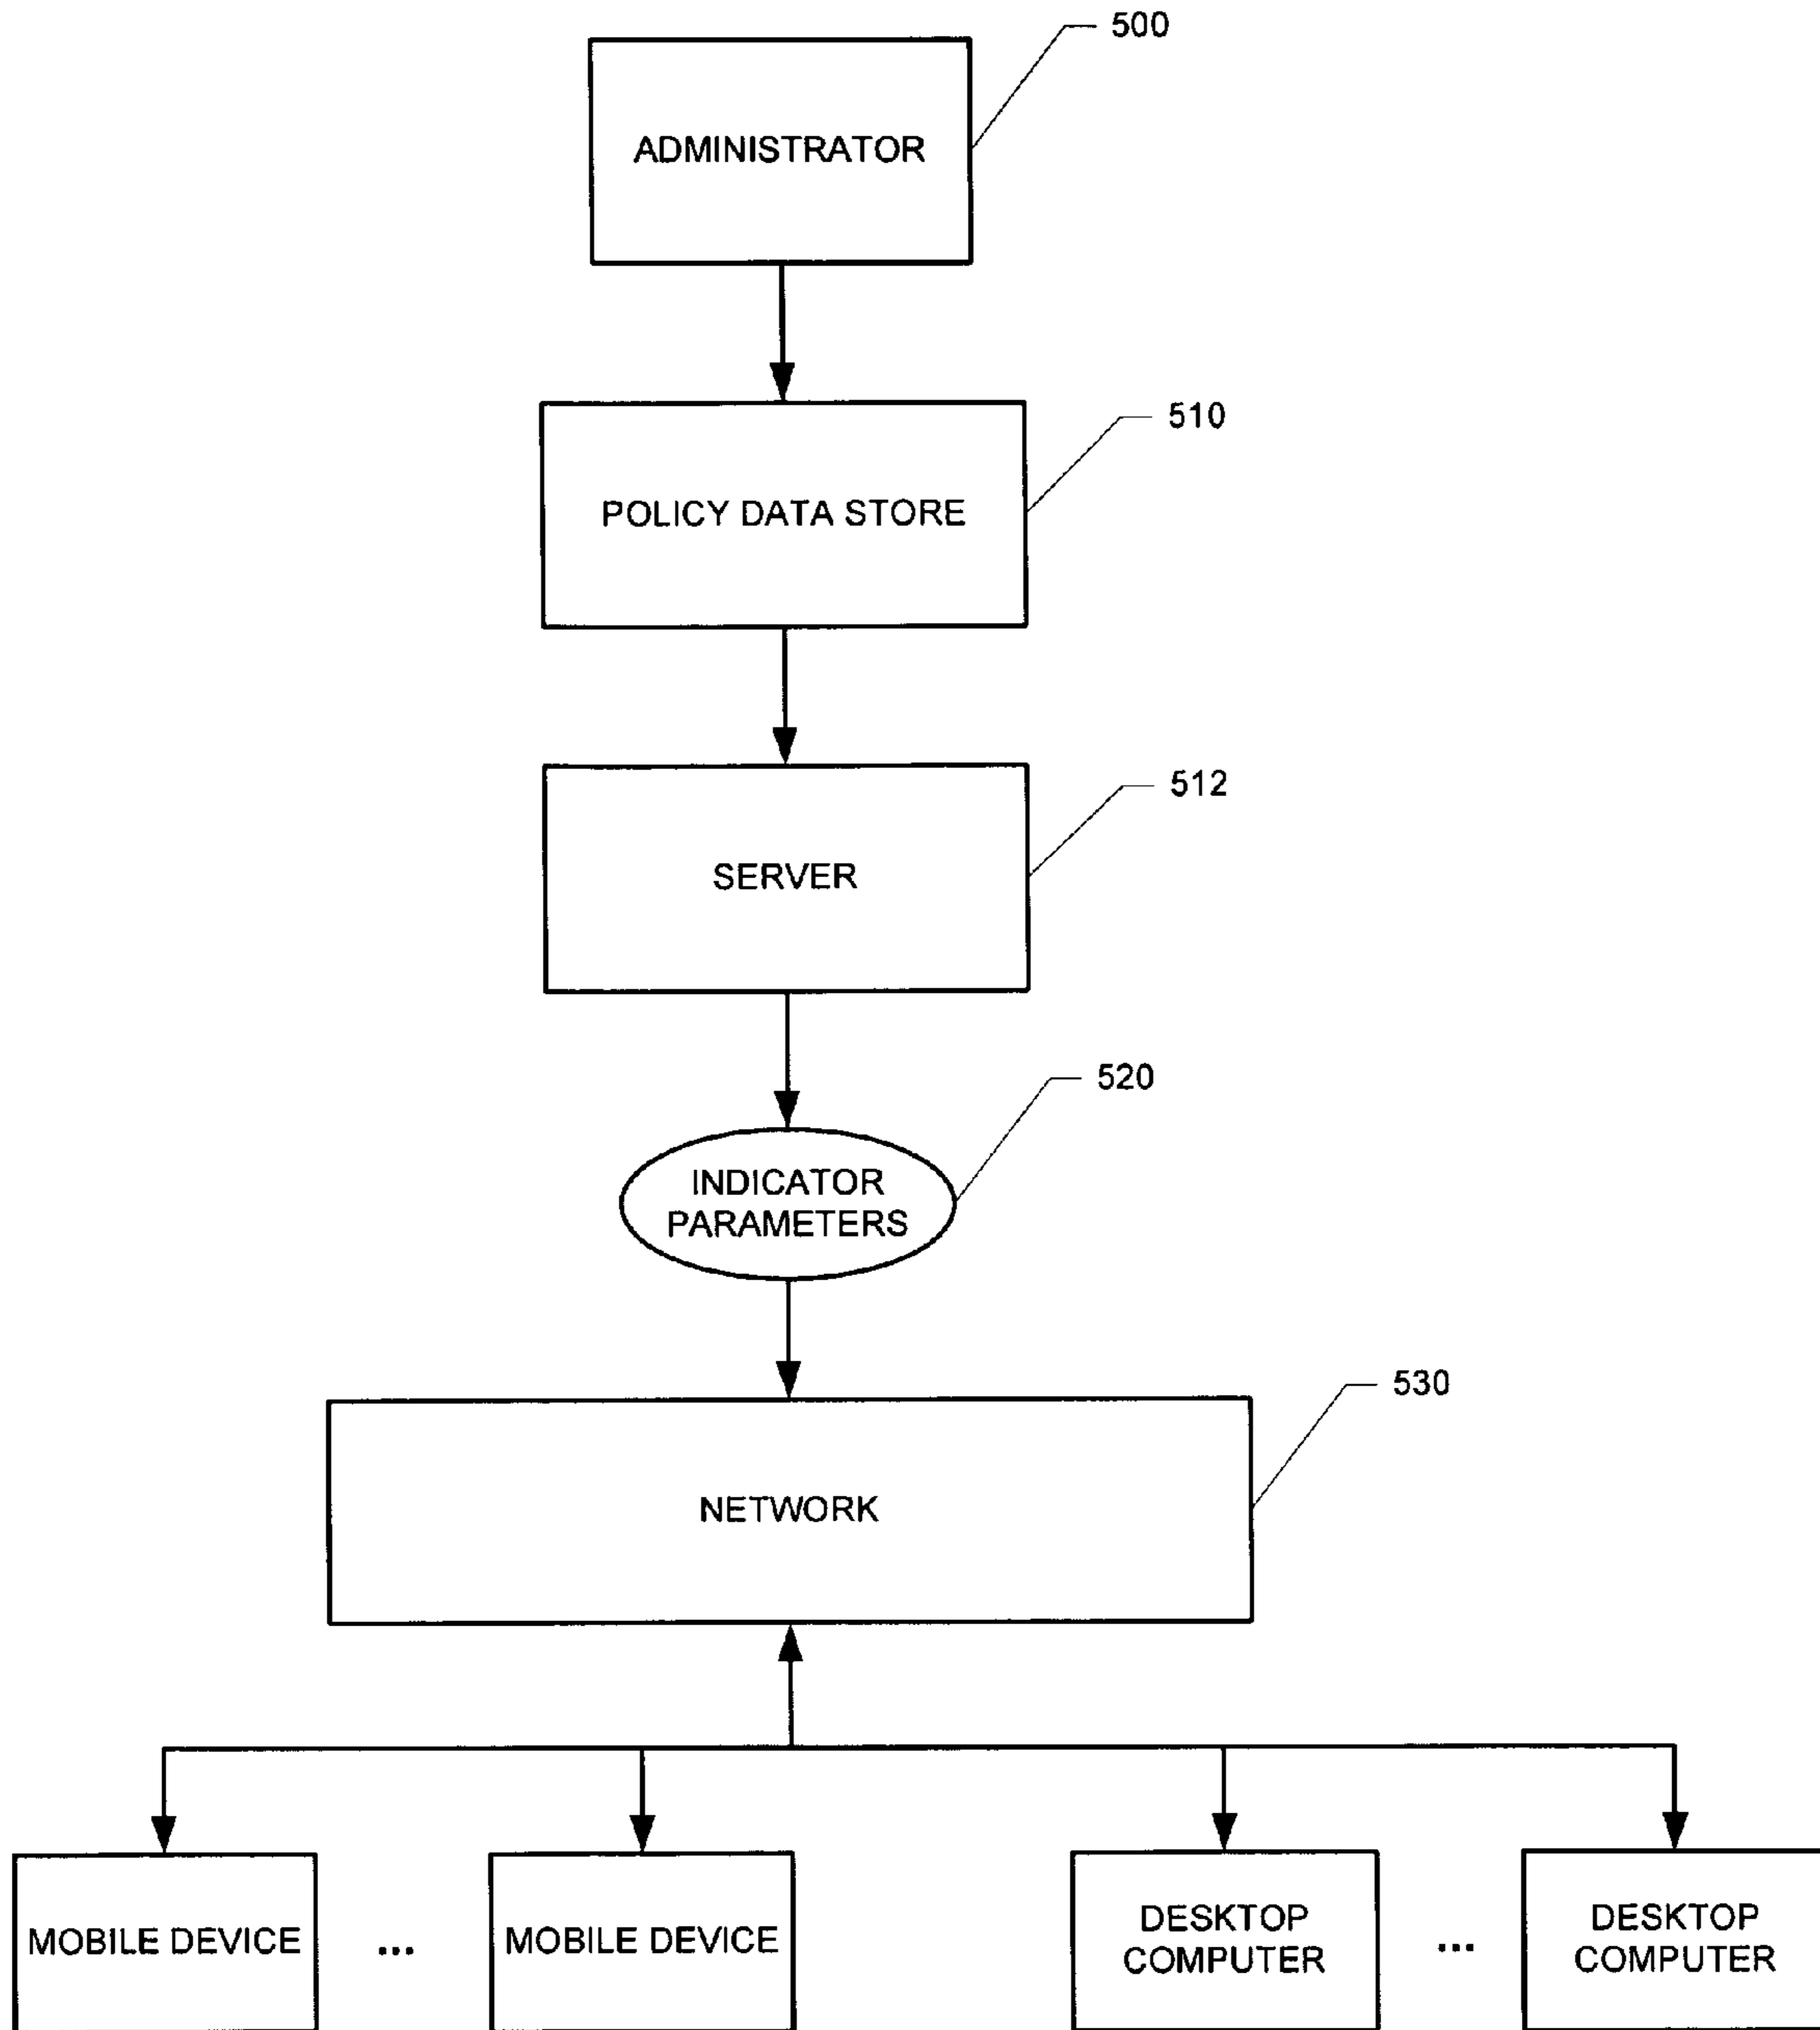 500
ADMINISTRATOR
510
POLICY DATA STORE
512
SERVER
520
INDICATOR
PARAMETERS
530
NETWORK
MOBILE DEVICE
...
MOBILE DEVICE
DESKTOP
COMPUTER
...
DESKTOP
COMPUTER